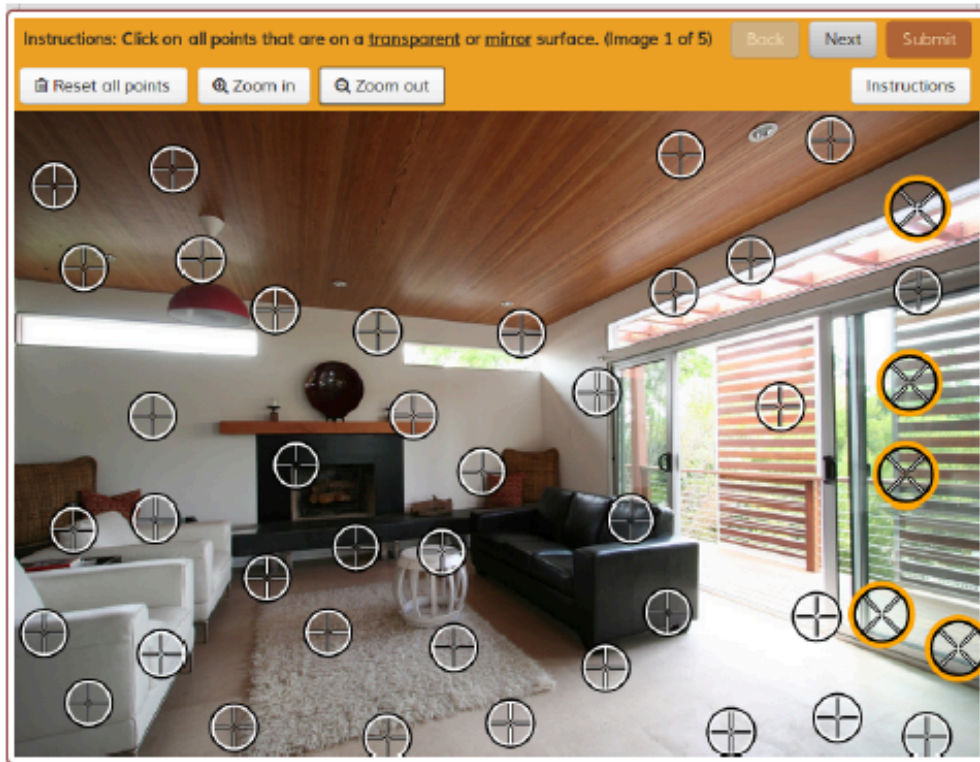 Instructions: Click on all points that are on a transparent or mirror surface. (Image 1 of 5) Back Next Submit
Reset all points Zoom in Zoom out Instructions